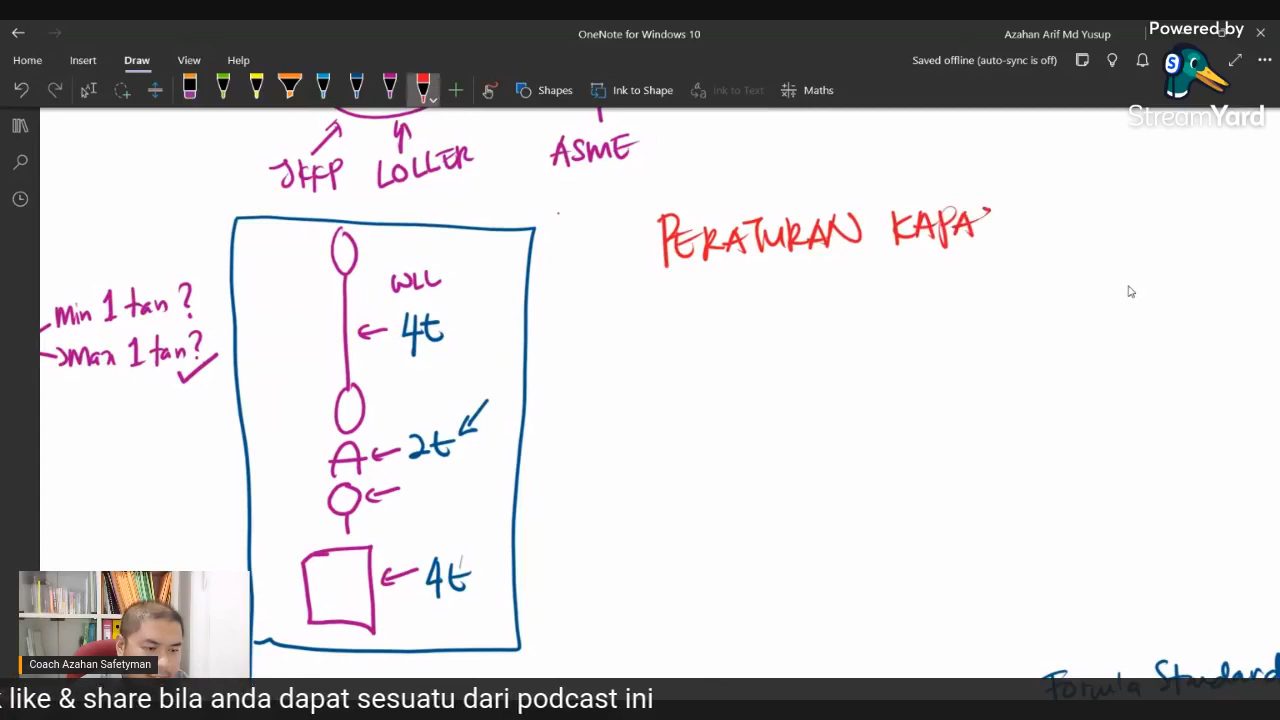 OneNote for Windows 10
Azahan Arif Md Yusup
Powered by
Home Insert Draw View Help
Saved offline (auto-sync is off)
Shapes Ink to Shape Ink to Text Maths
StreamYard
JKKP LOLLER ASME
PERATURAN KAPA
WLL
Min 1 tan ?
4t
Max 1 tan?
2t
4t
Coach Azahan Safetyman
Formula Standard
like & share bila anda dapat sesuatu dari podcast ini